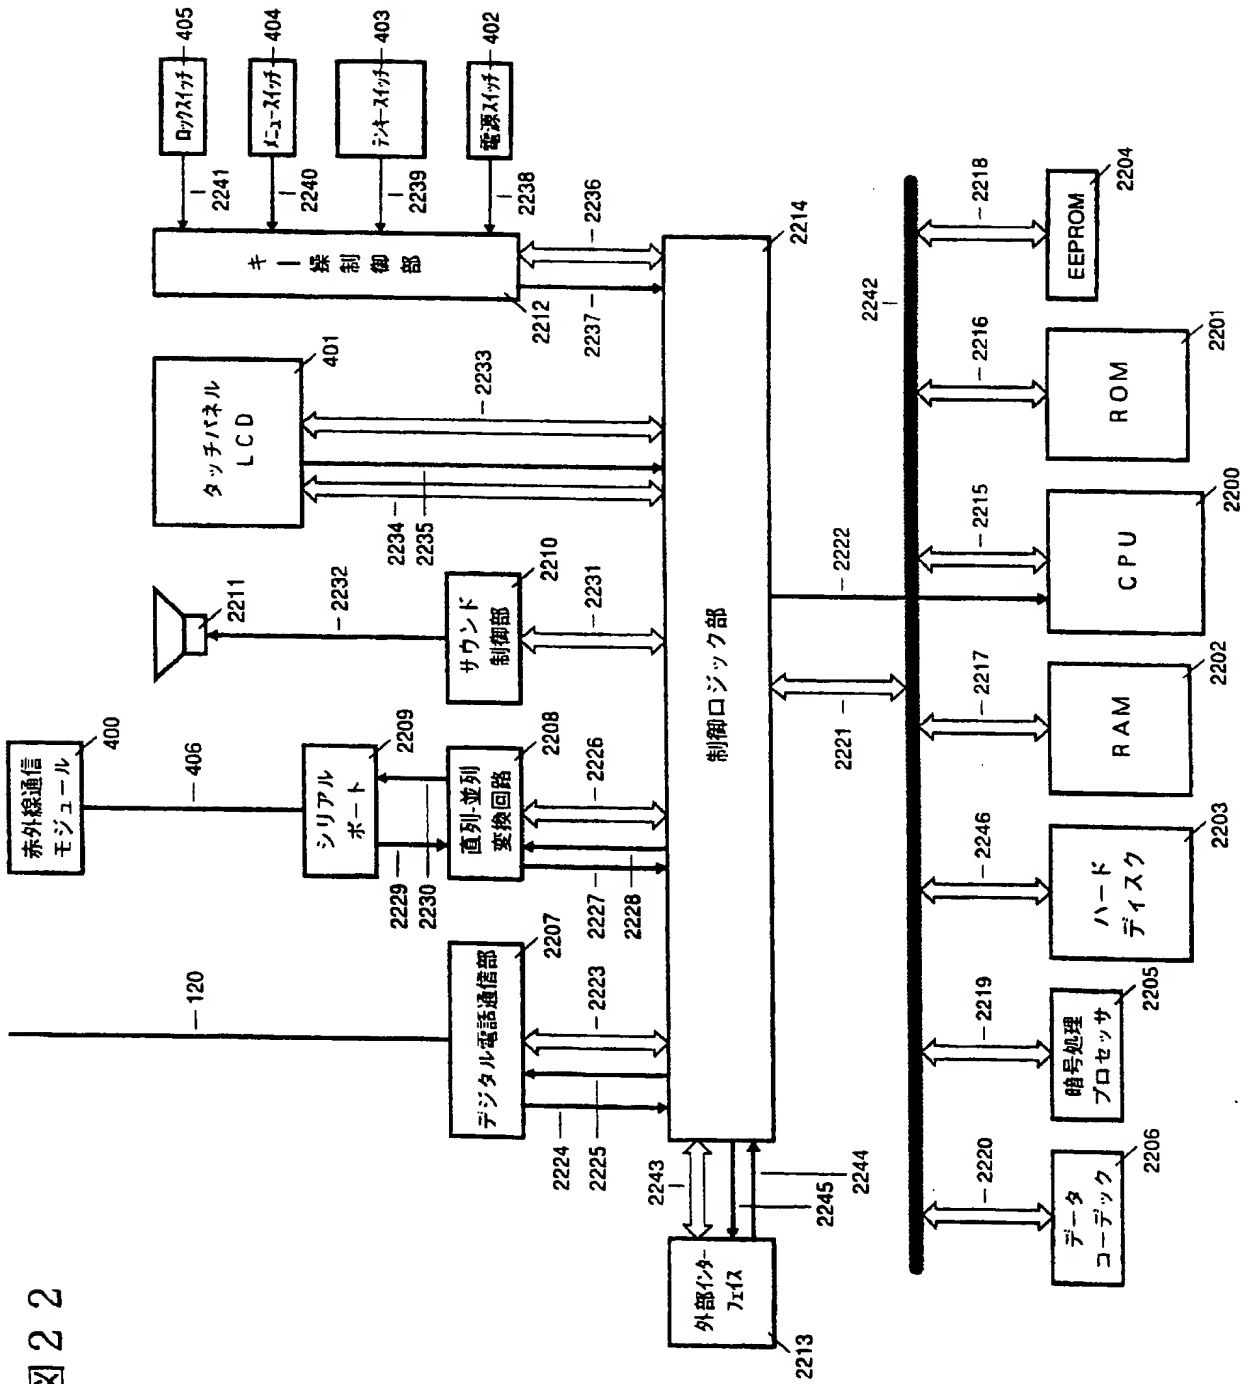 図22
赤外線通信
モジュール
400
406
120
シリアル
ポート
2209
2229
2230
直列-並列
変換回路
2208
2226
2227
2228
デジタル電話通信部
2207
2223
2224
2225
2211
2232
サウンド
制御部
2210
2231
タッチパネル
LCD
401
2233
2234
2235
キー操制御部
2212
2236
2237
ロックスイッチ
405
2241
メニュースイッチ
404
2240
テンキースイッチ
403
2239
電源スイッチ
402
2238
外部インター
フェイス
2213
2243
2245
2244
制御ロジック部
2214
2221
2222
2242
データ
コーデック
2206
2220
暗号処理
プロセッサ
2205
2219
ハード
ディスク
2203
2246
RAM
2202
2217
CPU
2200
2215
ROM
2201
2216
EEPROM
2204
2218